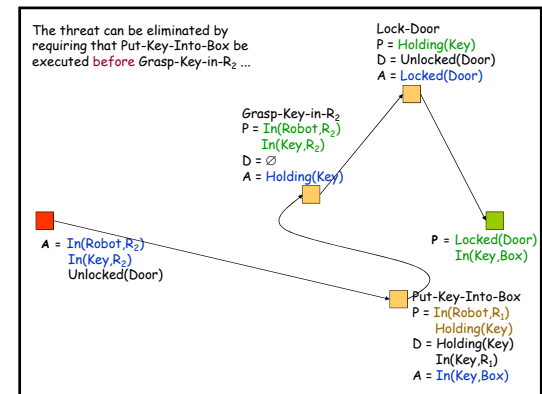 The threat can be eliminated by
requiring that Put-Key-Into-Box be
executed before Grasp-Key-in-R₂ ...
Lock-Door
P = Holding(Key)
D = Unlocked(Door)
A = Locked(Door)
Grasp-Key-in-R₂
P = In(Robot,R₂)
In(Key,R₂)
D = ∅
A = Holding(Key)
A = In(Robot,R₂)
In(Key,R₂)
Unlocked(Door)
P = Locked(Door)
In(Key,Box)
Put-Key-Into-Box
P = In(Robot,R₁)
Holding(Key)
D = Holding(Key)
In(Key,R₁)
A = In(Key,Box)